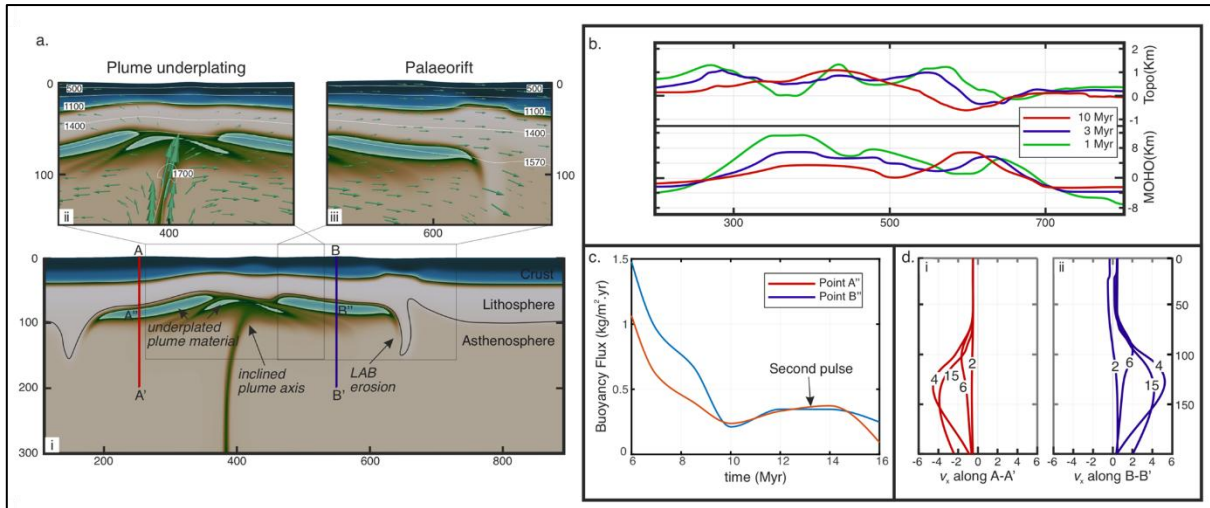 a.
Plume underplating
Palaeorift
0
500
1100
1400
100
1700
ii
400
0
500
1100
1400
1570
100
iii
600
A
B
0
Crust
Lithosphere
A"
B"
100
underplated
plume material
Asthenosphere
inclined
plume axis
LAB
erosion
200
A'
B'
300
i
200
400
600
800
b.
2
1
0
-1
Topo(Km)
10 Myr
3 Myr
1 Myr
8
0
-8
MOHO(Km)
300
500
700
c.
1.5
1
0.5
0
Buoyancy Flux (kg/m².yr)
Point A"
Point B"
Second pulse
6
8
10
12
14
16
time (Myr)
d.
i
4
15
6
2
-6
-4
-2
0
2
4
6
vx along A-A'
ii
0
50
100
150
2
6
4
15
-6
-4
-2
0
2
4
6
vx along B-B'